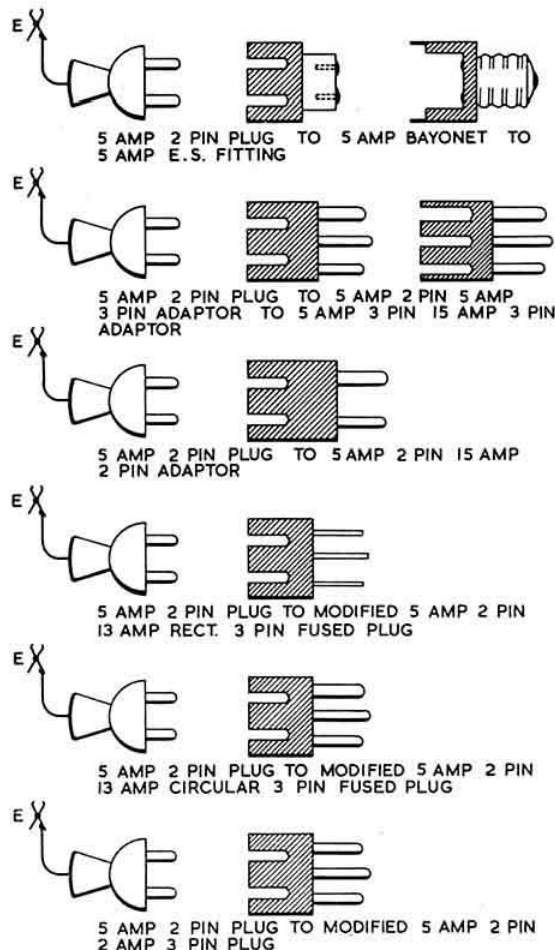 E
5 AMP 2 PIN PLUG TO 5 AMP BAYONET TO
5 AMP E.S. FITTING
E
5 AMP 2 PIN PLUG TO 5 AMP 2 PIN 5 AMP
3 PIN ADAPTOR TO 5 AMP 3 PIN 15 AMP 3 PIN
ADAPTOR
E
5 AMP 2 PIN PLUG TO 5 AMP 2 PIN 15 AMP
2 PIN ADAPTOR
E
5 AMP 2 PIN PLUG TO MODIFIED 5 AMP 2 PIN
13 AMP RECT. 3 PIN FUSED PLUG
E
5 AMP 2 PIN PLUG TO MODIFIED 5 AMP 2 PIN
13 AMP CIRCULAR 3 PIN FUSED PLUG
E
5 AMP 2 PIN PLUG TO MODIFIED 5 AMP 2 PIN
2 AMP 3 PIN PLUG